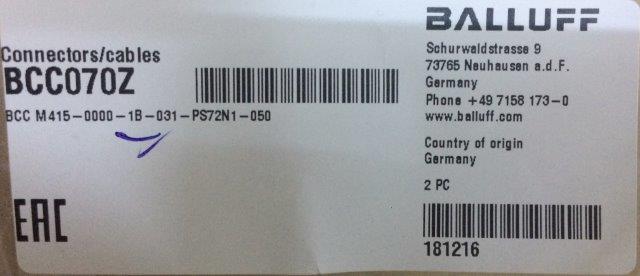 BALLUFF
Schurwaldstrasse 9
73765 Neuhausen a.d.F.
Germany
Phone +49 7158 173-0
www.balluff.com
Connectors/cables
BCC070Z
BCC M415-0000-1B-031-PS72N1-050
Country of origin
Germany
2 PC
EAC
181216